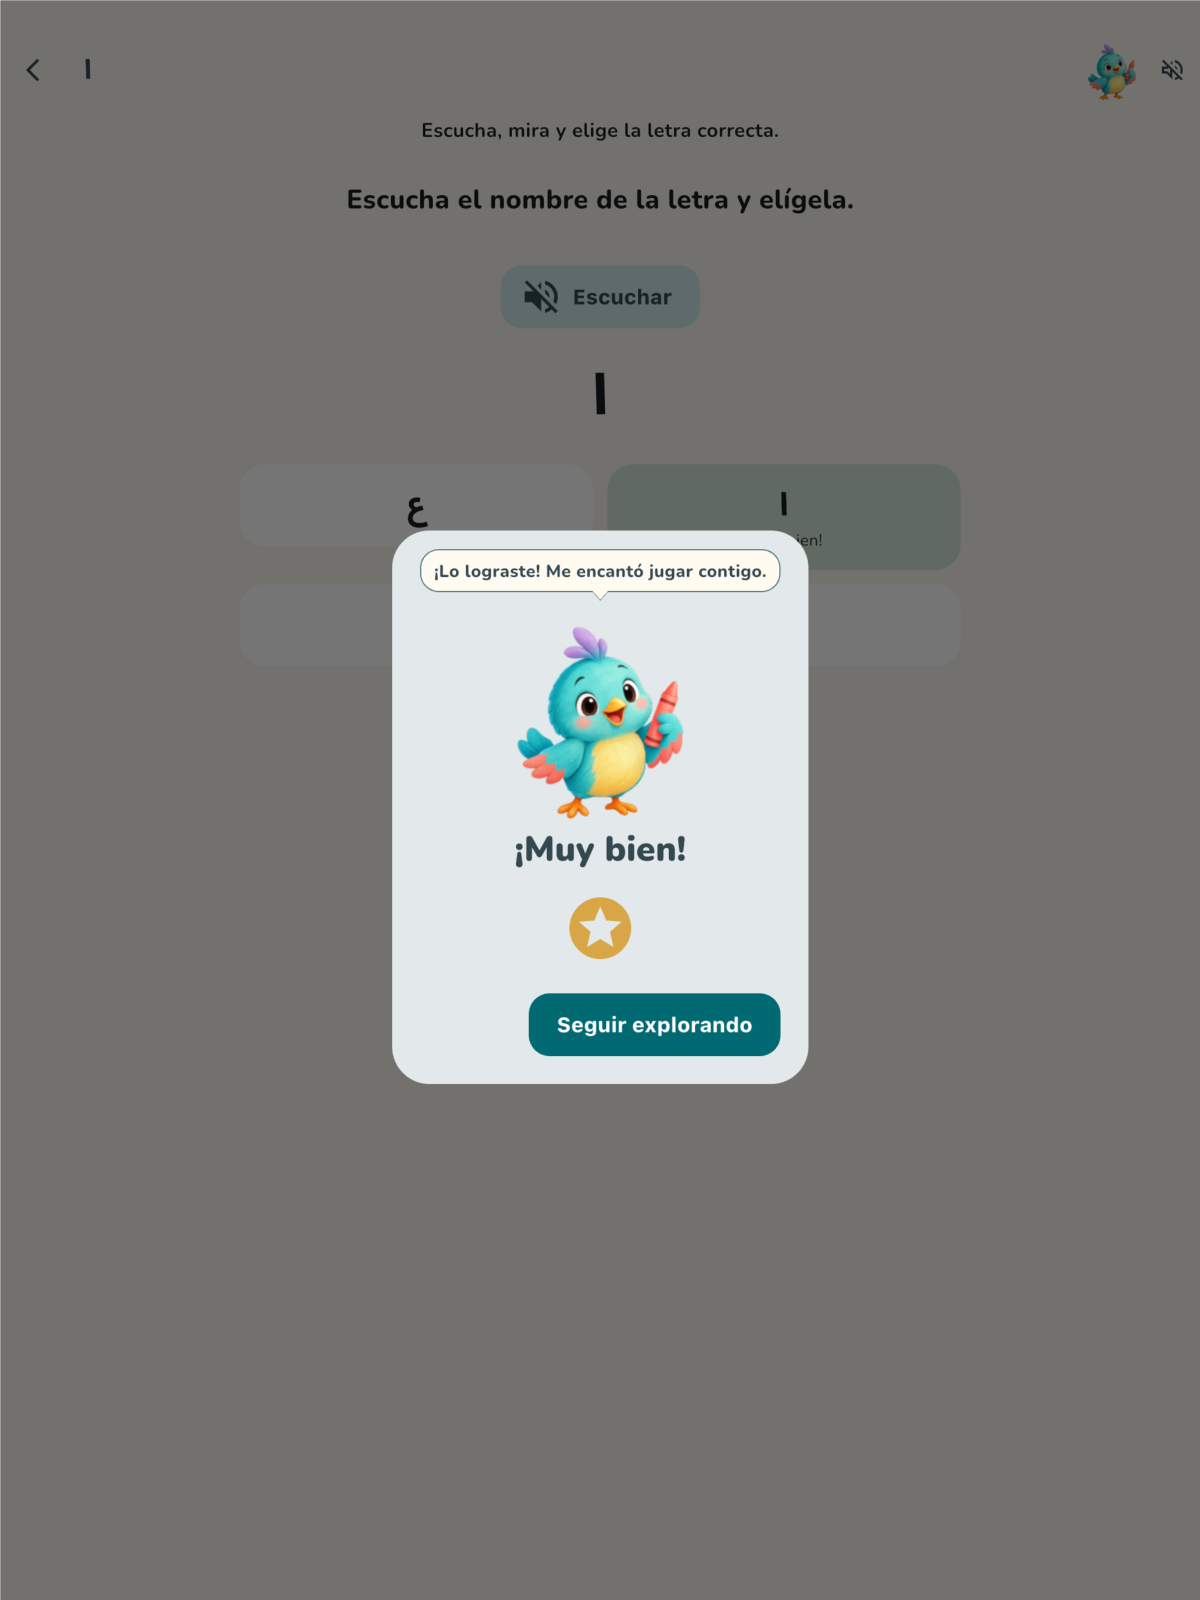 ا
Escucha, mira y elige la letra correcta.
Escucha el nombre de la letra y elígela.
Escuchar
ا
ع
ا
¡Lo lograste! Me encantó jugar contigo.
¡Muy bien!
Seguir explorando